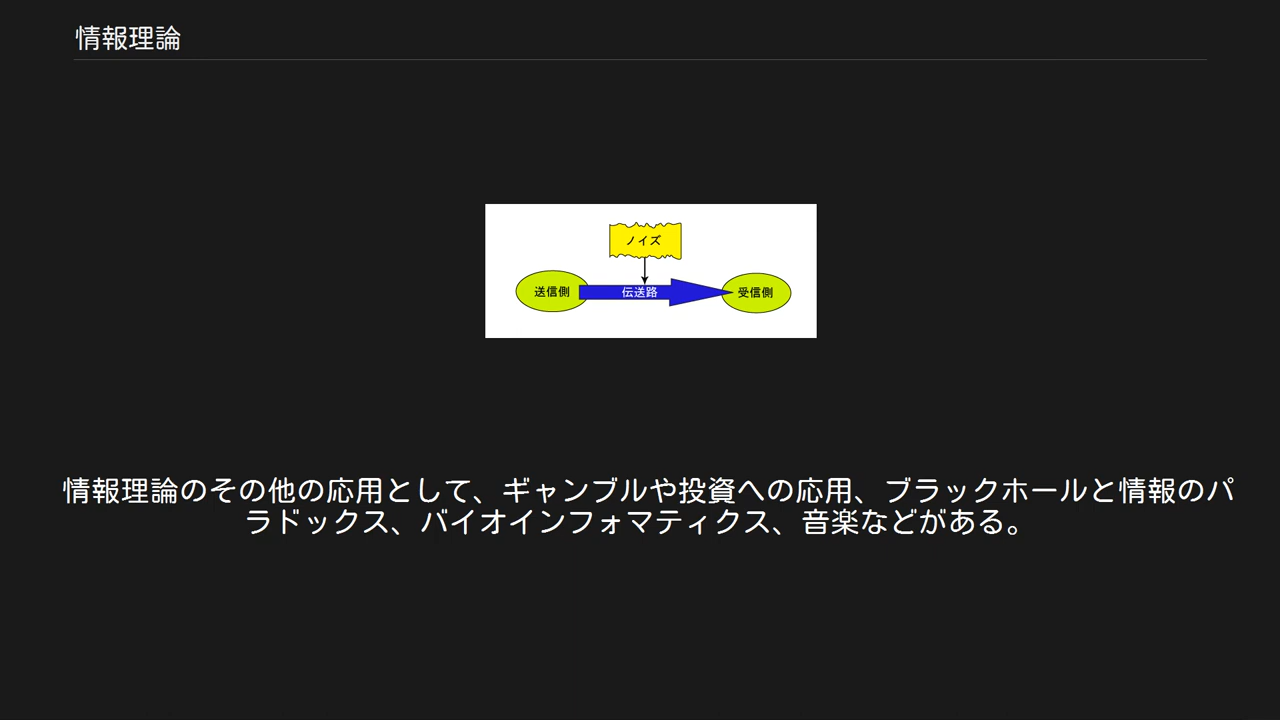 情報理論
ノイズ
送信側
伝送路
受信側
情報理論のその他の応用として、ギャンブルや投資への応用、ブラックホールと情報のパ
ラドックス、バイオインフォマティクス、音楽などがある。